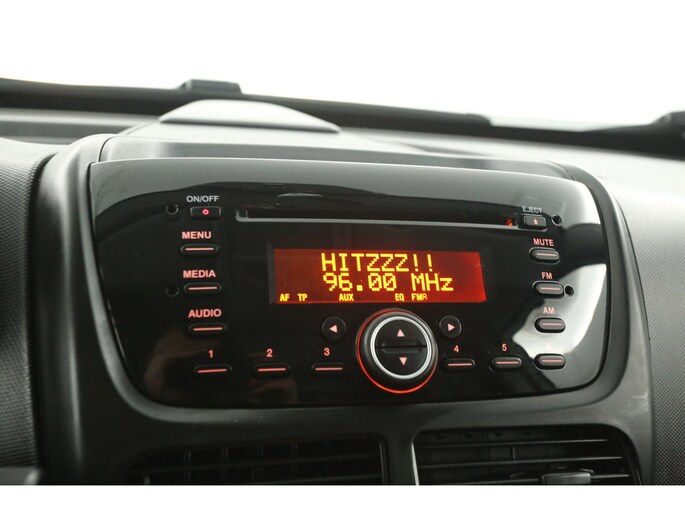 ON/OFF
EJECT
MENU
MUTE
HITZZZ!!
96.00 MHz
MEDIA
FM
AF TP AUX EQ FMA
AUDIO
AM
1 2 3 4 5